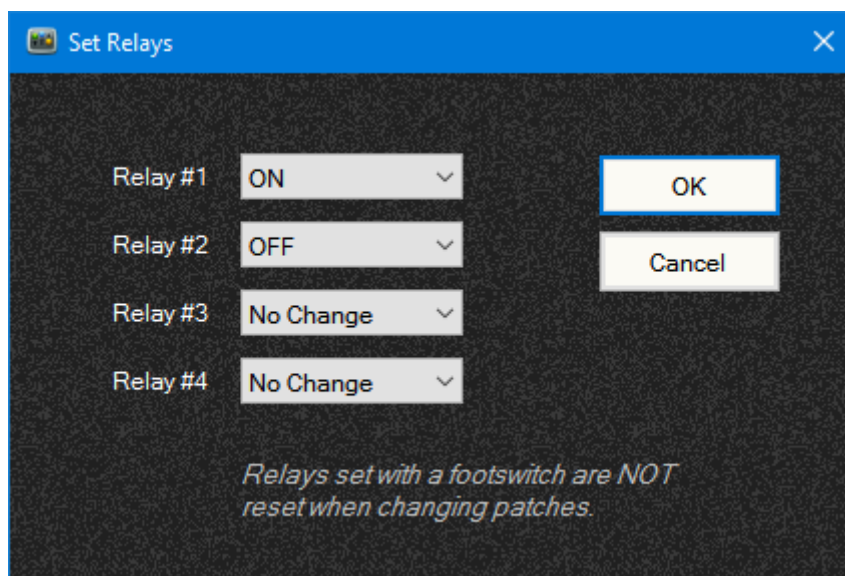 Set Relays
Relay #1 ON
OK
Relay #2 OFF
Cancel
Relay #3 No Change
Relay #4 No Change
Relays set with a footswitch are NOT
reset when changing patches.